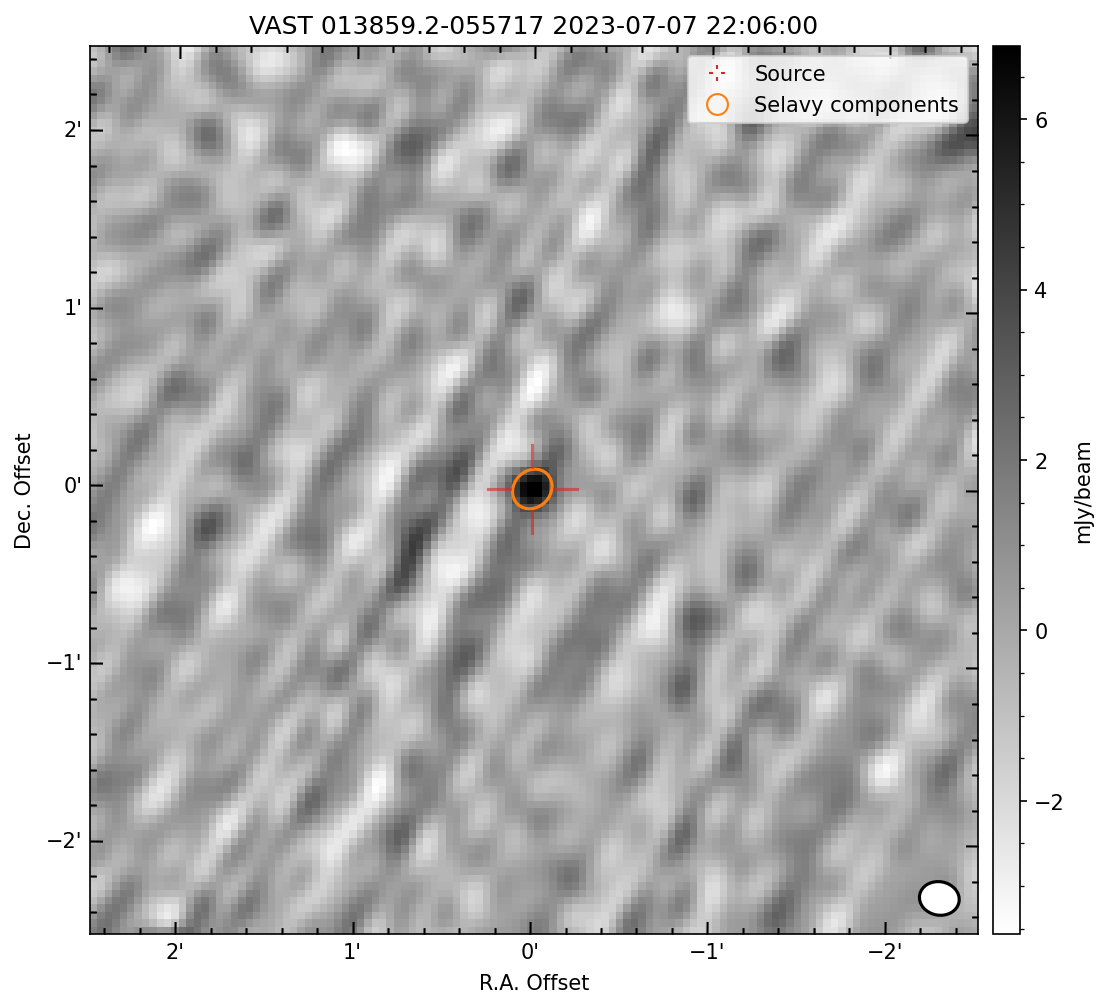 VAST 013859.2-055717 2023-07-07 22:06:00
Source
Selavy components
2'
1'
0'
−1'
−2'
Dec. Offset
2'
1'
0'
−1'
−2'
R.A. Offset
6
4
2
0
−2
mJy/beam